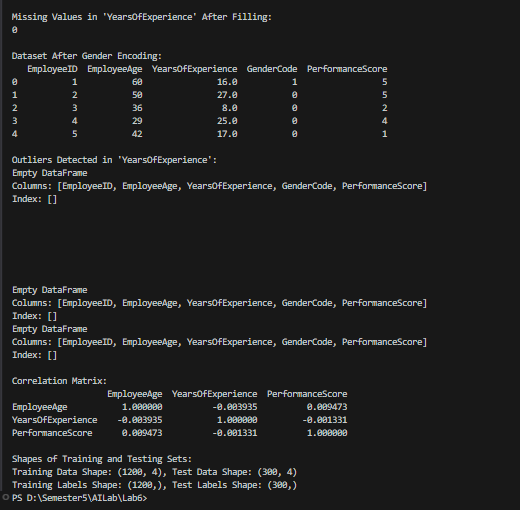 Missing Values in 'YearsOfExperience' After Filling:
0
Dataset After Gender Encoding:
EmployeeID EmployeeAge YearsOfExperience GenderCode PerformanceScore
0 1 60 16.0 1 5
1 2 50 27.0 0 5
2 3 36 8.0 0 2
3 4 29 25.0 0 4
4 5 42 17.0 0 1
Outliers Detected in 'YearsOfExperience':
Empty DataFrame
Columns: [EmployeeID, EmployeeAge, YearsOfExperience, GenderCode, PerformanceScore]
Index: []
Empty DataFrame
Columns: [EmployeeID, EmployeeAge, YearsOfExperience, GenderCode, PerformanceScore]
Index: []
Empty DataFrame
Columns: [EmployeeID, EmployeeAge, YearsOfExperience, GenderCode, PerformanceScore]
Index: []
Correlation Matrix:
EmployeeAge YearsOfExperience PerformanceScore
EmployeeAge 1.000000 -0.003935 0.009473
YearsOfExperience -0.003935 1.000000 -0.001331
PerformanceScore 0.009473 -0.001331 1.000000
Shapes of Training and Testing Sets:
Training Data Shape: (1200, 4), Test Data Shape: (300, 4)
Training Labels Shape: (1200,), Test Labels Shape: (300,)
PS D:\Semester5\AILab\Lab6>